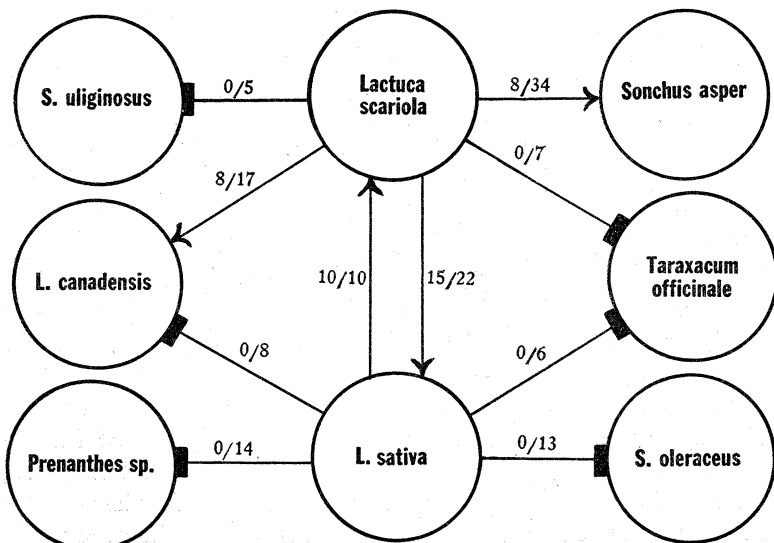 S. uliginosus
0/5
Lactuca
scariola
8/34
Sonchus asper
8/17
0/7
L. canadensis
10/10
15/22
Taraxacum
officinale
0/8
0/6
Prenanthes sp.
0/14
L. sativa
0/13
S. oleraceus